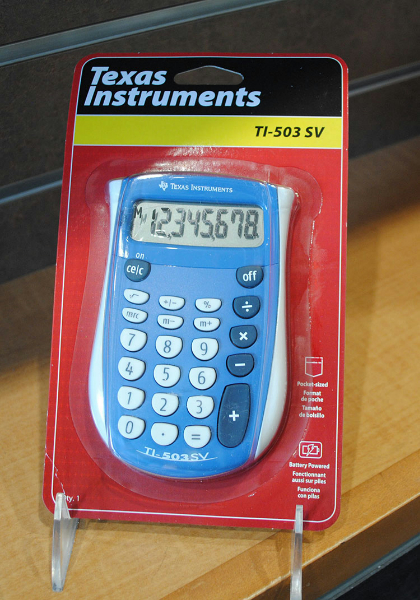 Texas
Instruments
TI-503 SV
TEXAS INSTRUMENTS
M 12,345,678.
on
ce/c
off
√ +/− % ÷
mrc m− m+
7 8 9 ×
4 5 6 −
1 2 3 +
0 . =
TI-503SV
Pocket-sized
Format
de poche
Tamaño
de bolsillo
Battery Powered
Fonctionnant
aussi sur piles
Funciona
con pilas
Qty. 1